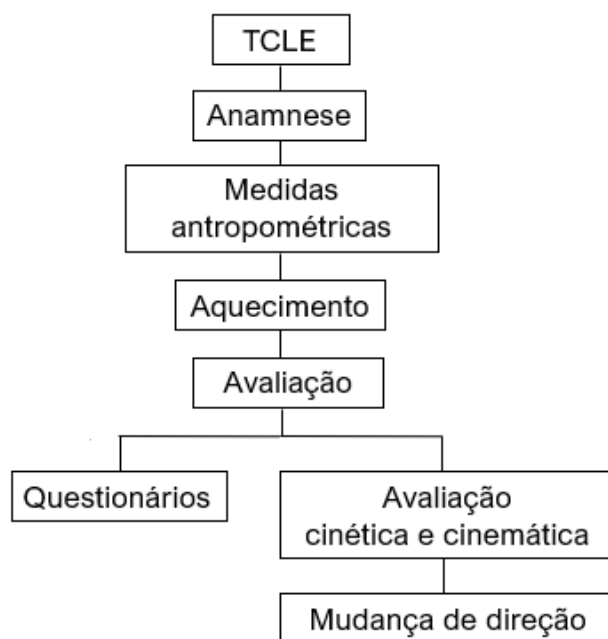 TCLE
Anamnese
Medidas
antropométricas
Aquecimento
Avaliação
Questionários
Avaliação
cinética e cinemática
Mudança de direção